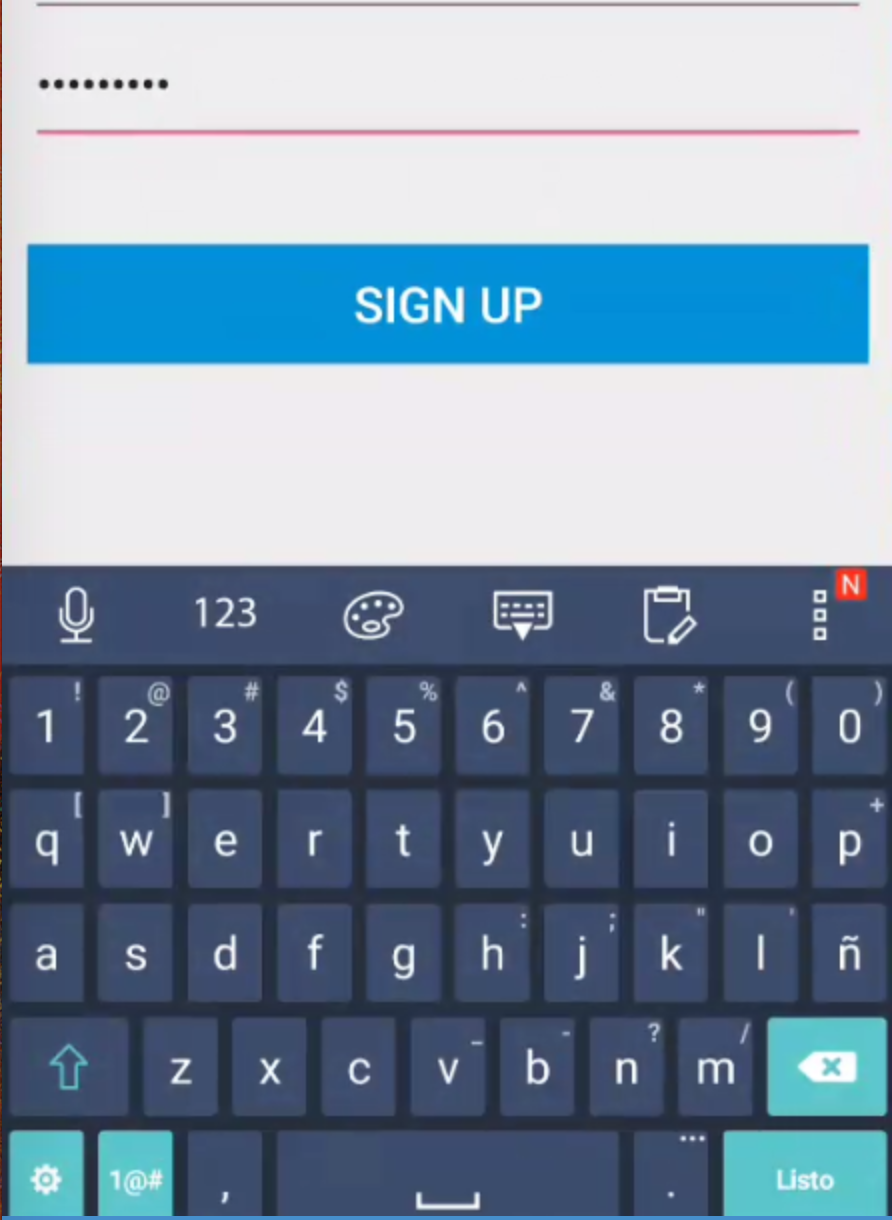 •••••••••
SIGN UP
N
123
! @ # $ % ^ & * ( )
1 2 3 4 5 6 7 8 9 0
[ ] +
q w e r t y u i o p
: ; " '
a s d f g h j k l ñ
_ - ? /
z x c v b n m
...
1@# , . Listo